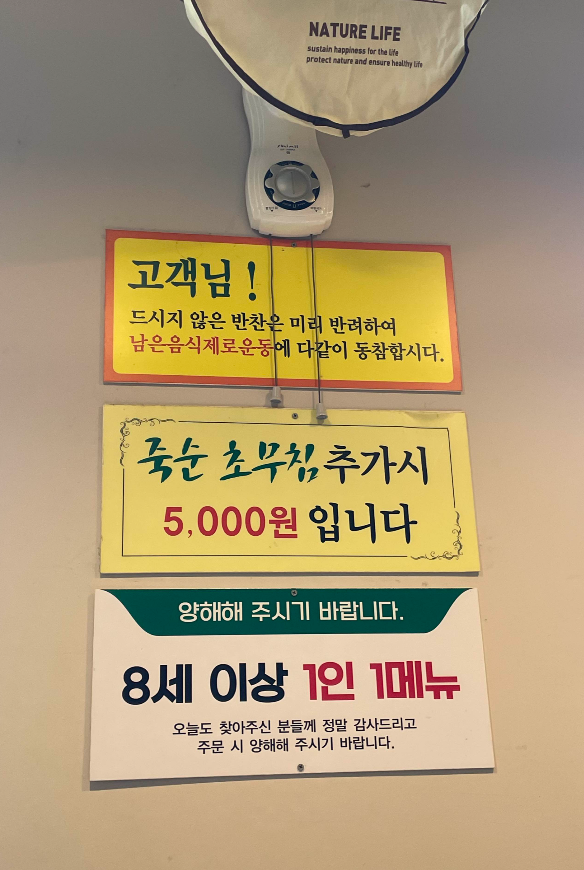 NATURE LIFE
sustain happiness for the life
protect nature and ensure healthy life
고객님 !
드시지 않은 반찬은 미리 반려하여
남은음식제로운동에 다같이 동참합시다.
죽순 초무침 추가시
5,000원 입니다
양해해 주시기 바랍니다.
8세 이상 1인 1메뉴
오늘도 찾아주신 분들께 정말 감사드리고
주문 시 양해해 주시기 바랍니다.